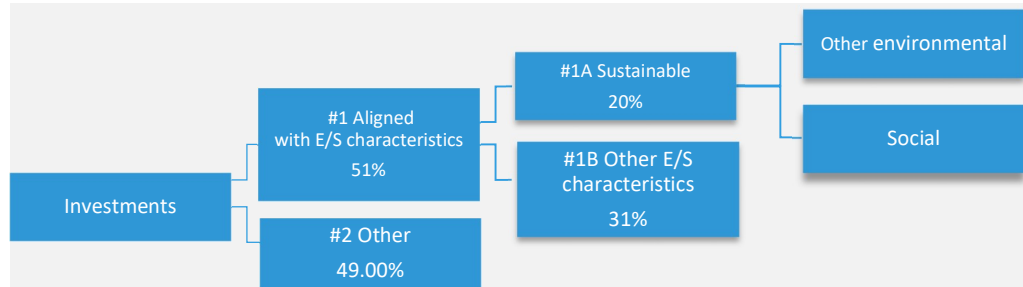 Investments
#1 Aligned
with E/S characteristics
51%
#2 Other
49.00%
#1A Sustainable
20%
#1B Other E/S
characteristics
31%
Other environmental
Social